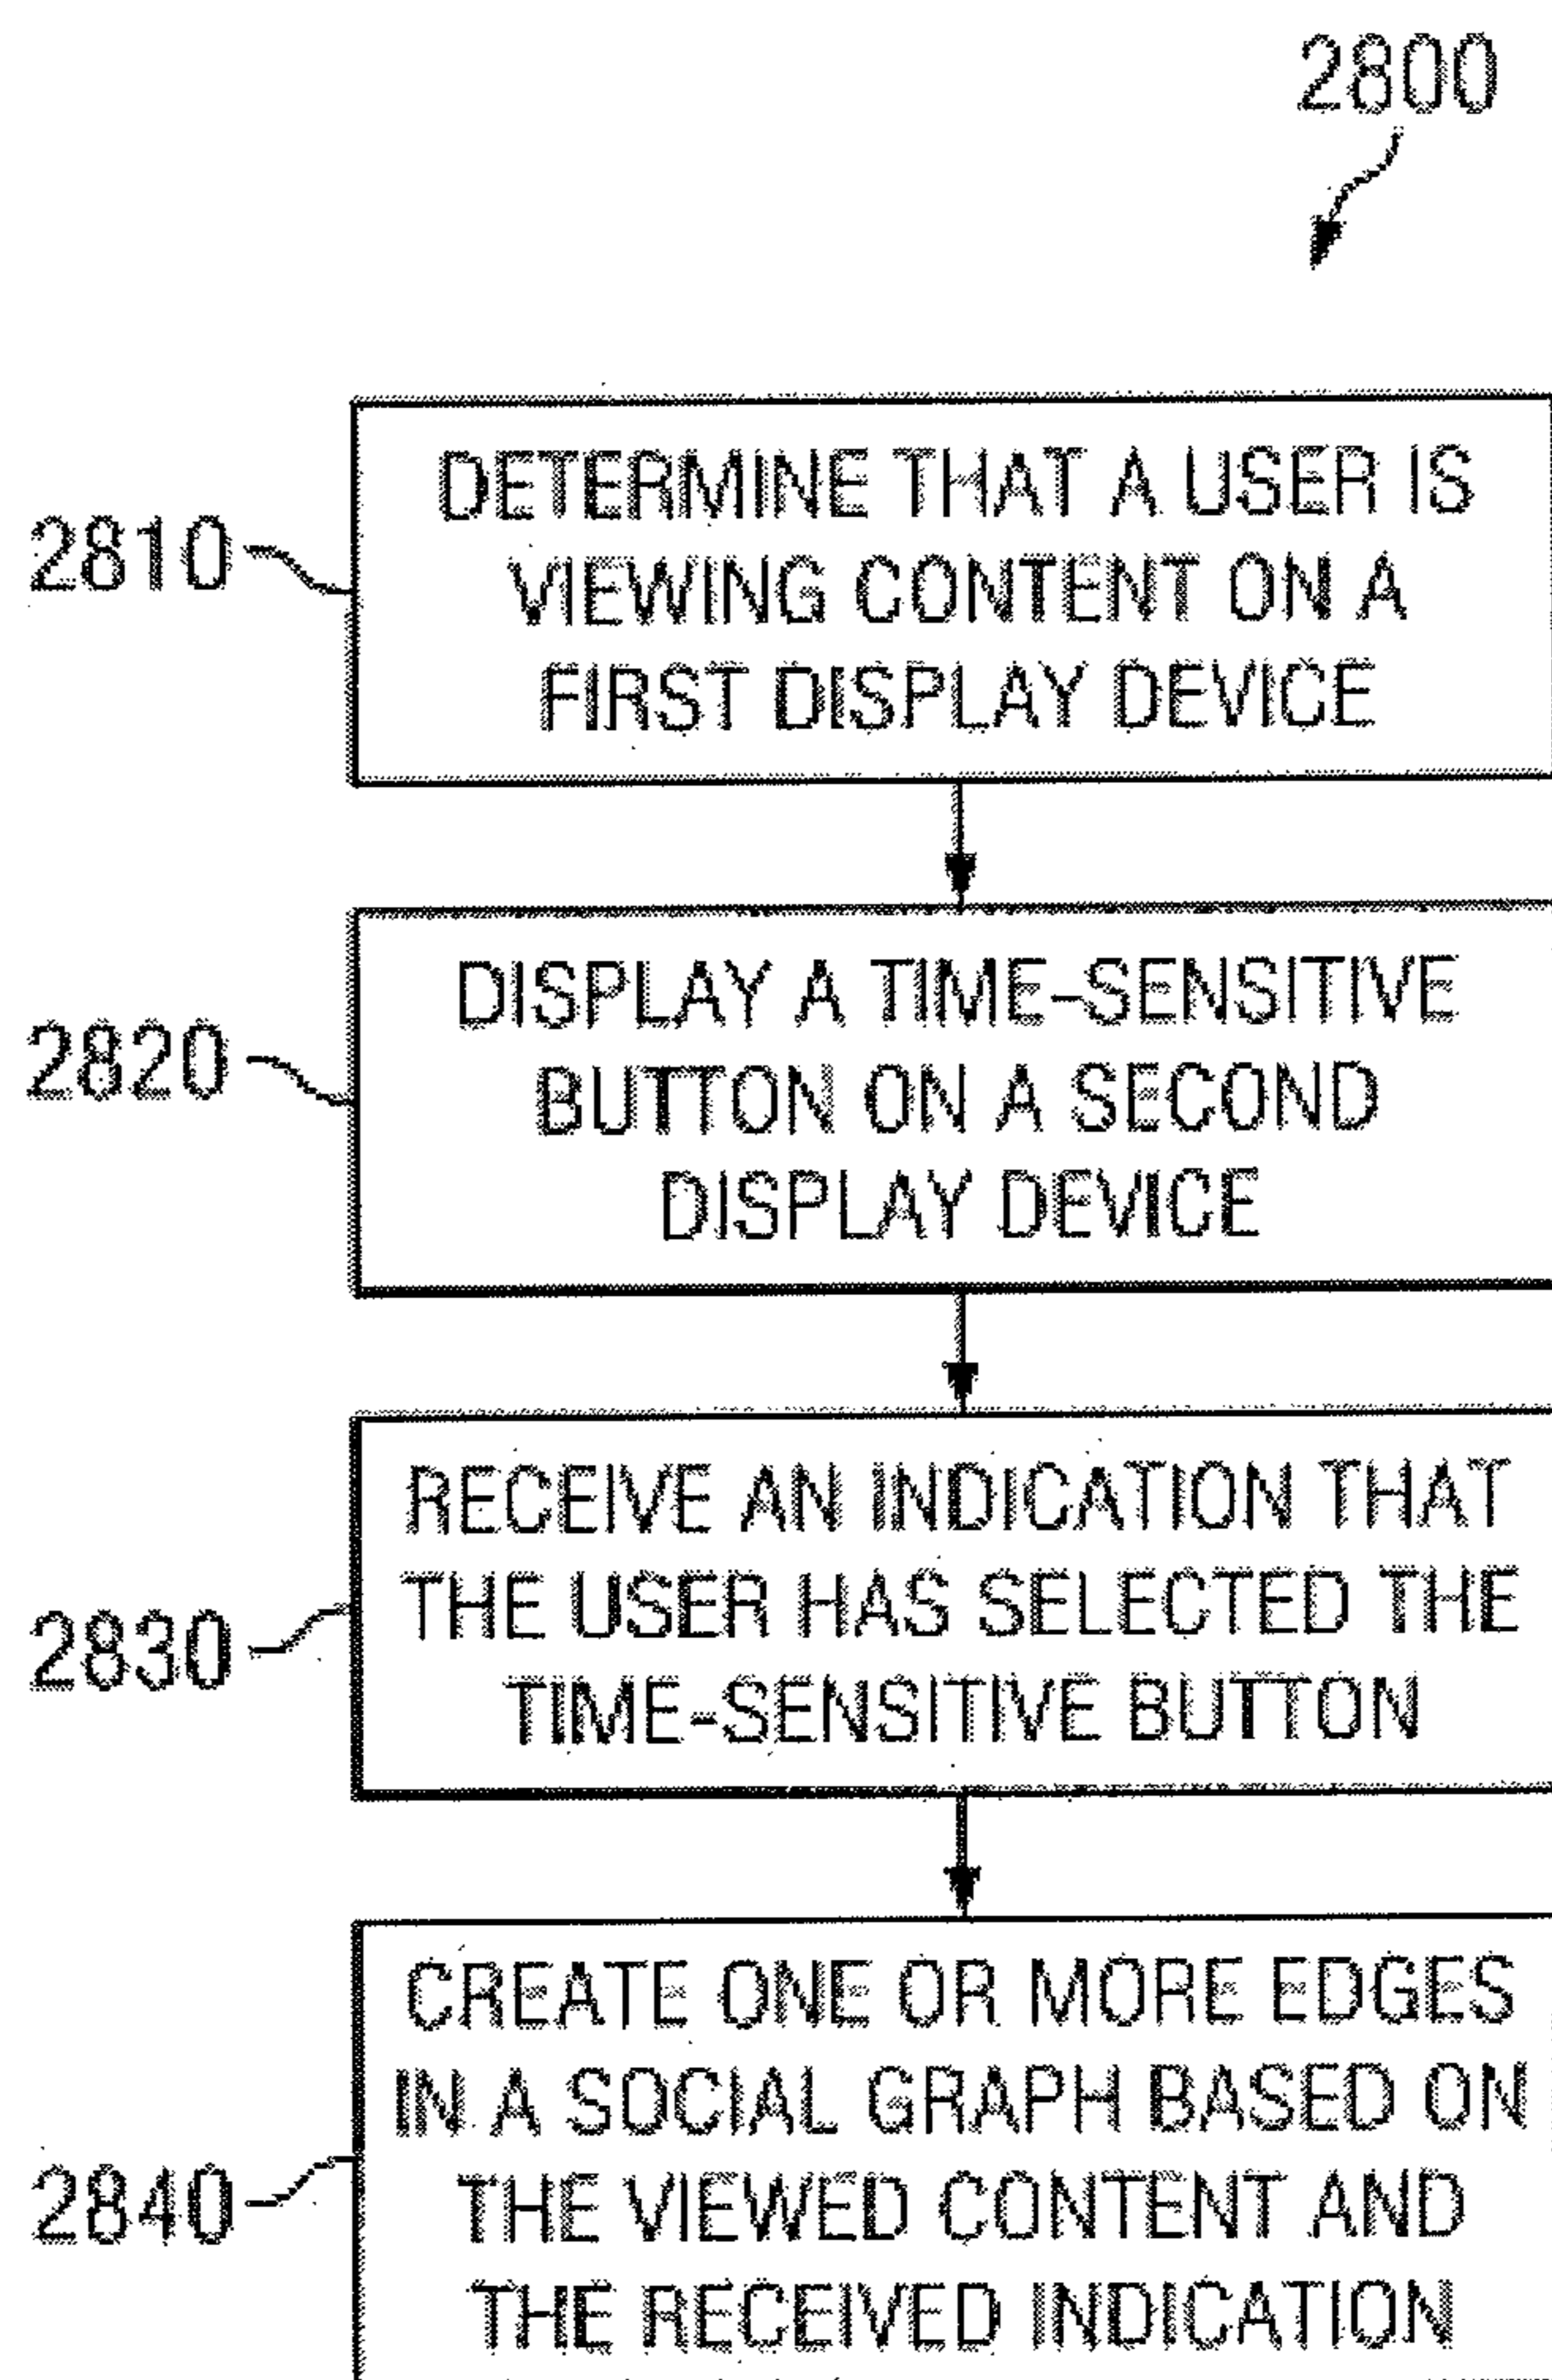 2800
2810
DETERMINE THAT A USER IS
VIEWING CONTENT ON A
FIRST DISPLAY DEVICE
2820
DISPLAY A TIME-SENSITIVE
BUTTON ON A SECOND
DISPLAY DEVICE
2830
RECEIVE AN INDICATION THAT
THE USER HAS SELECTED THE
TIME-SENSITIVE BUTTON
2840
CREATE ONE OR MORE EDGES
IN A SOCIAL GRAPH BASED ON
THE VIEWED CONTENT AND
THE RECEIVED INDICATION